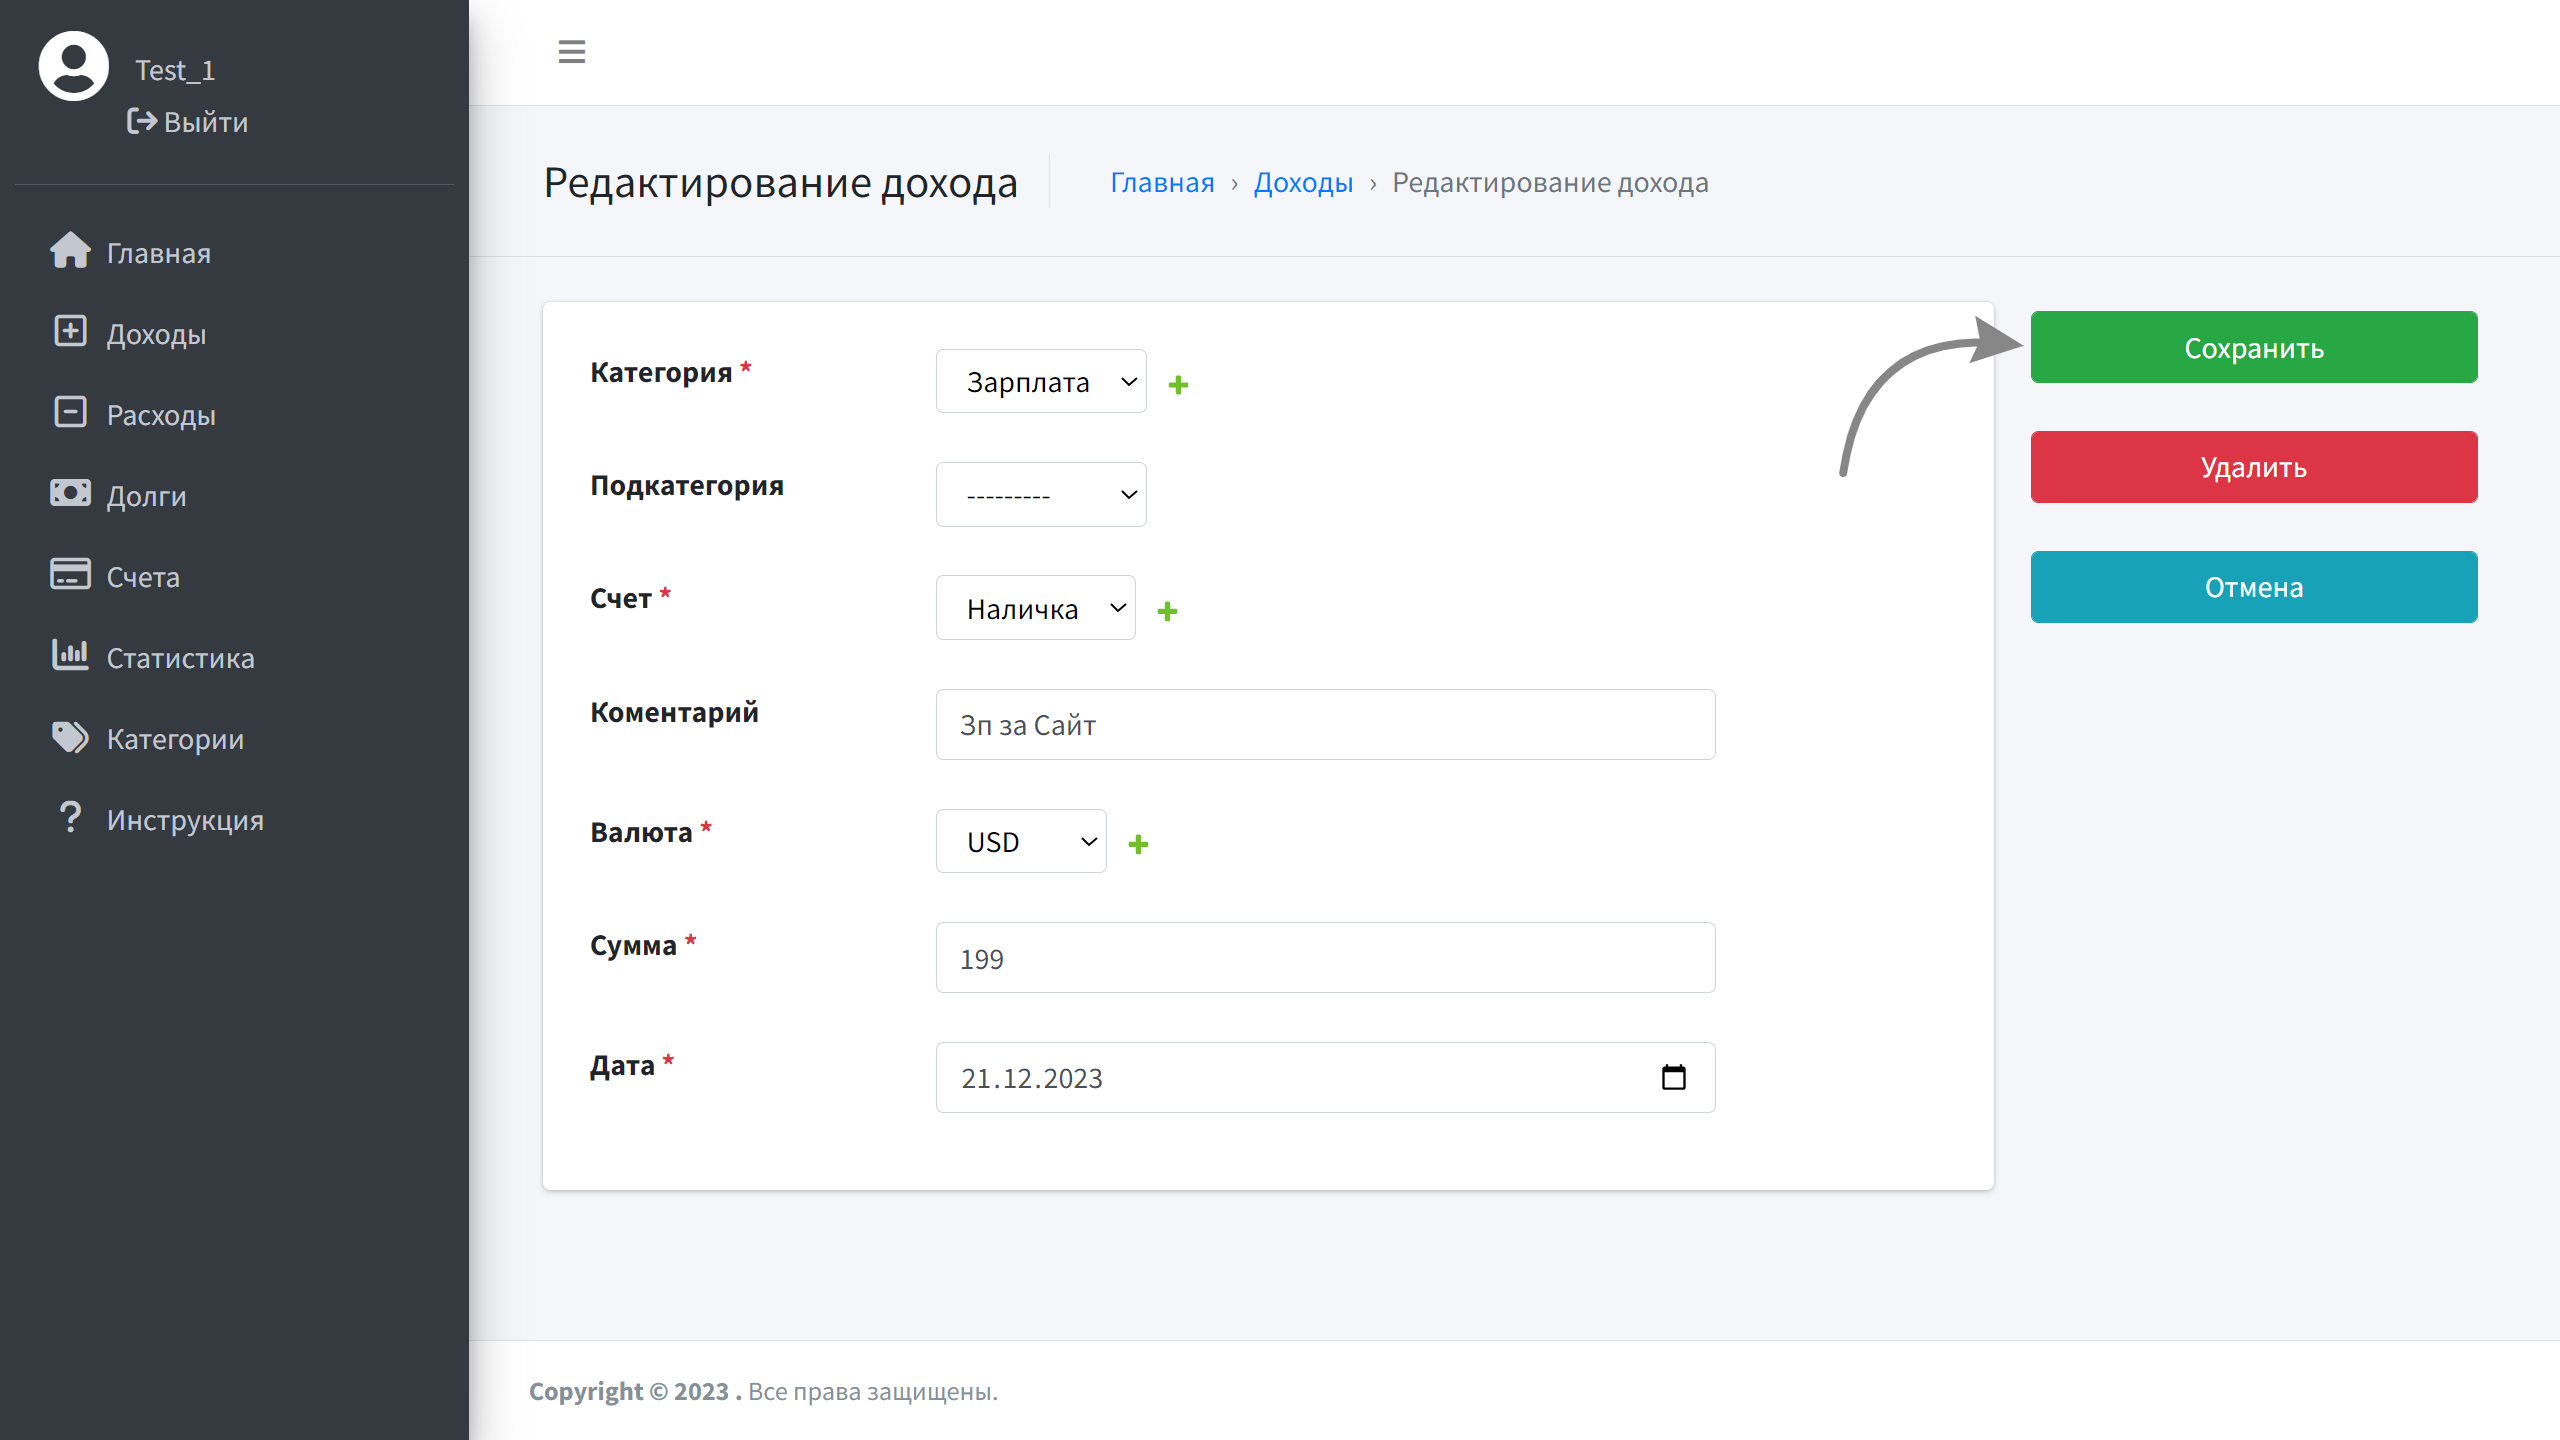 Test_1
Выйти
Главная
Доходы
Расходы
Долги
Счета
Статистика
Категории
Инструкция
Редактирование дохода
Главная › Доходы › Редактирование дохода
Категория * Зарплата
Подкатегория ---------
Счет * Наличка
Коментарий Зп за Сайт
Валюта * USD
Сумма * 199
Дата * 21.12.2023
Сохранить
Удалить
Отмена
Copyright © 2023 . Все права защищены.